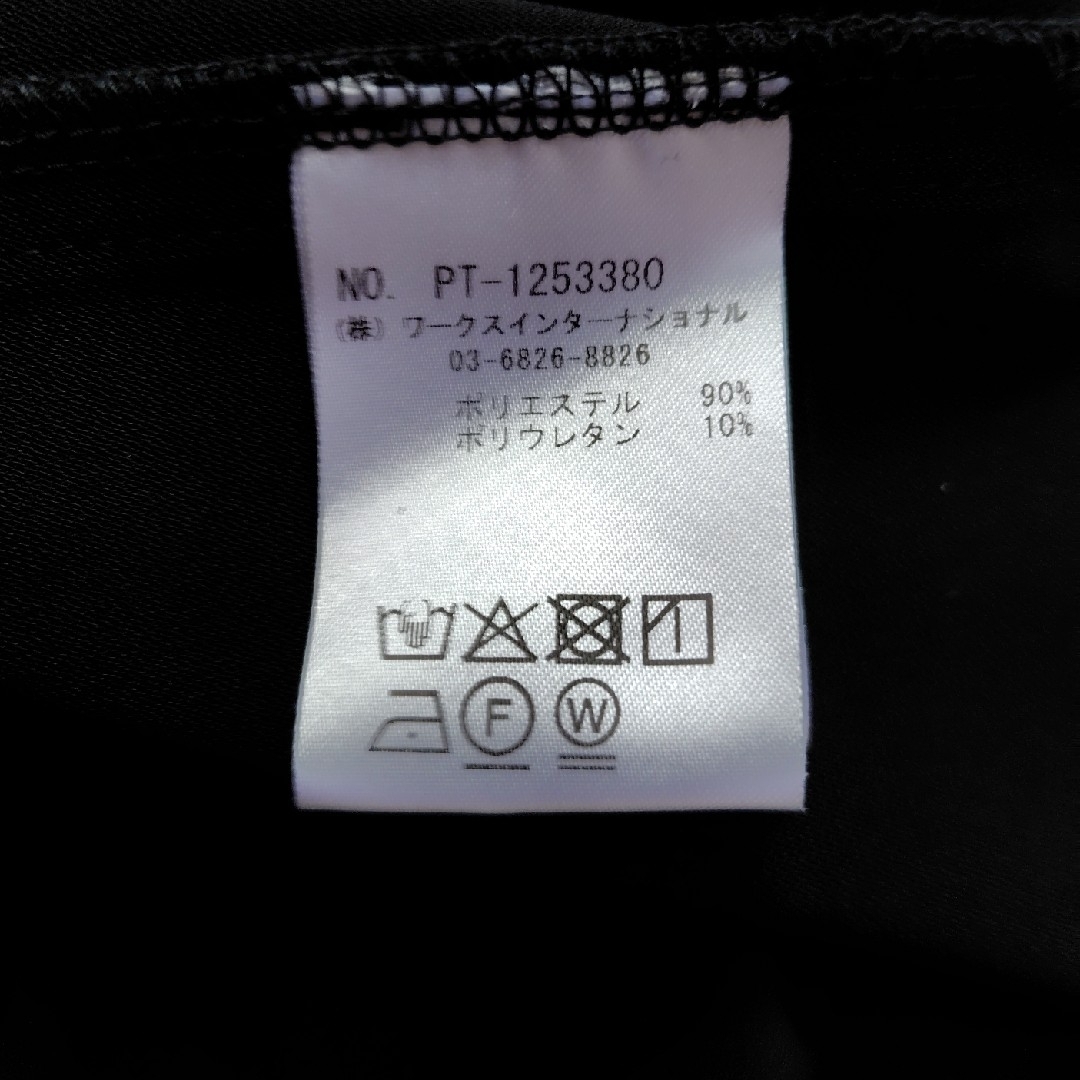 NO. PT-1253380
(株) ワークスインターナショナル
03-6826-8826
ポリエステル 90%
ポリウレタン 10%
F W